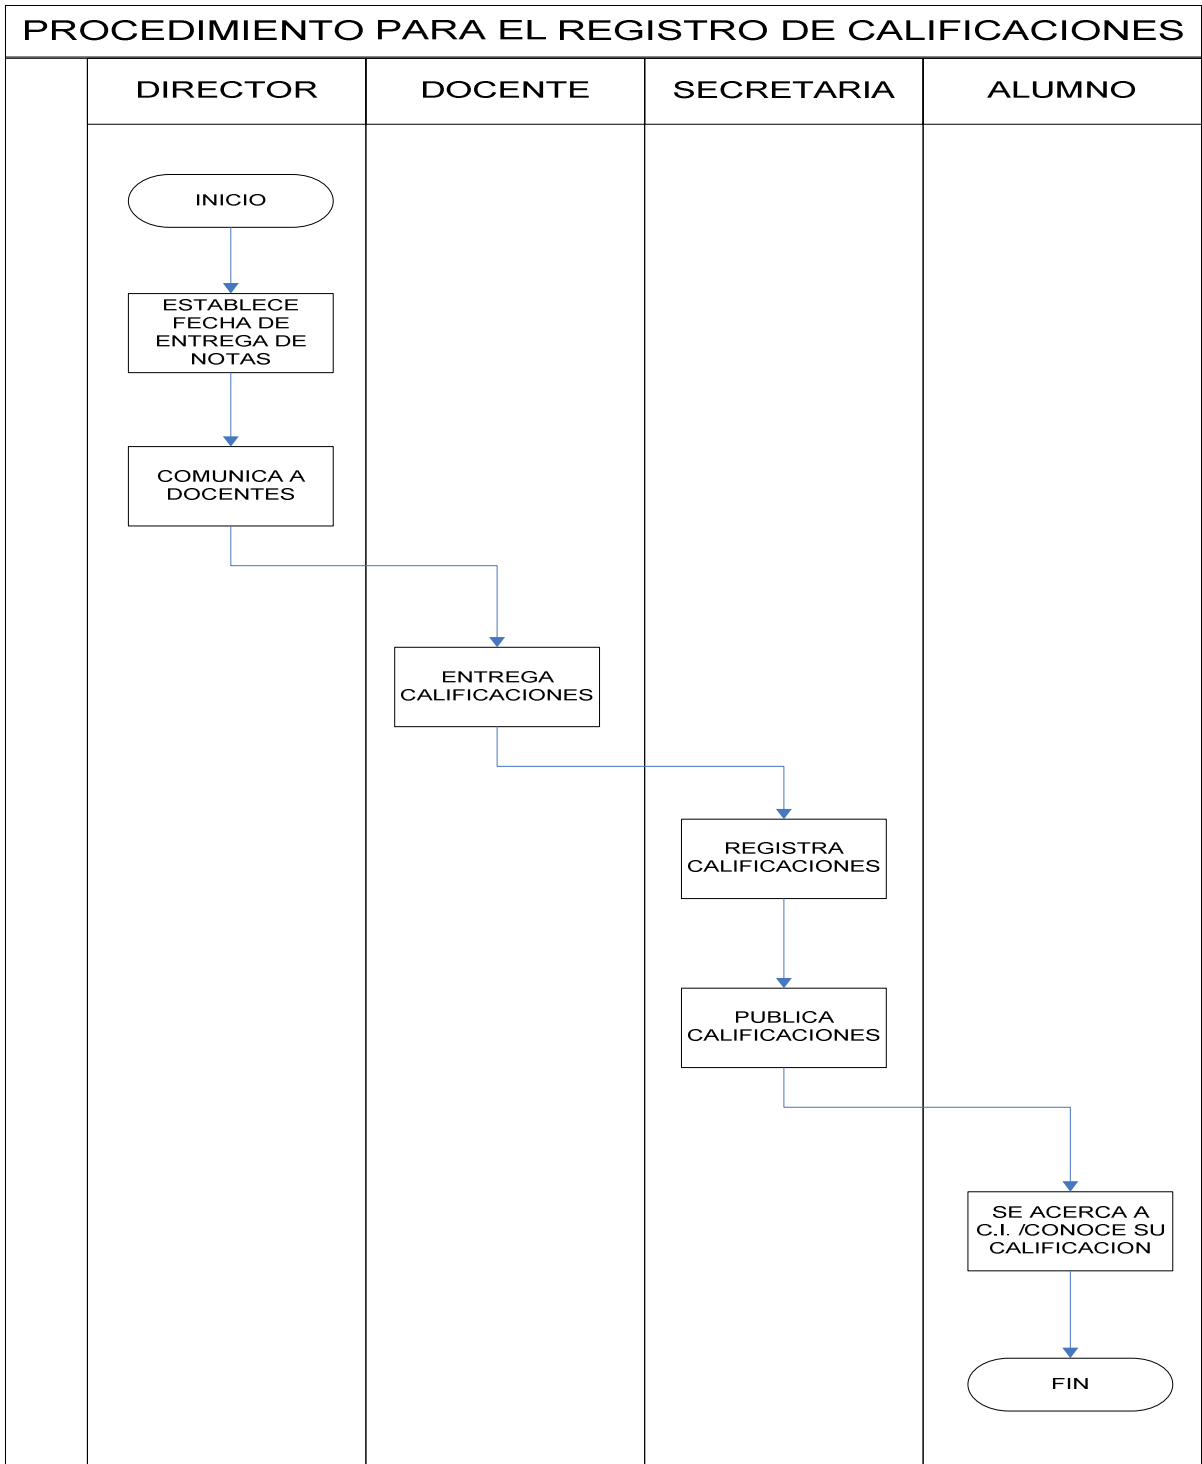 PROCEDIMIENTO PARA EL REGISTRO DE CALIFICACIONES
DIRECTOR
DOCENTE
SECRETARIA
ALUMNO
INICIO
ESTABLECE
FECHA DE
ENTREGA DE
NOTAS
COMUNICA A
DOCENTES
ENTREGA
CALIFICACIONES
REGISTRA
CALIFICACIONES
PUBLICA
CALIFICACIONES
SE ACERCA A
C.I. /CONOCE SU
CALIFICACION
FIN